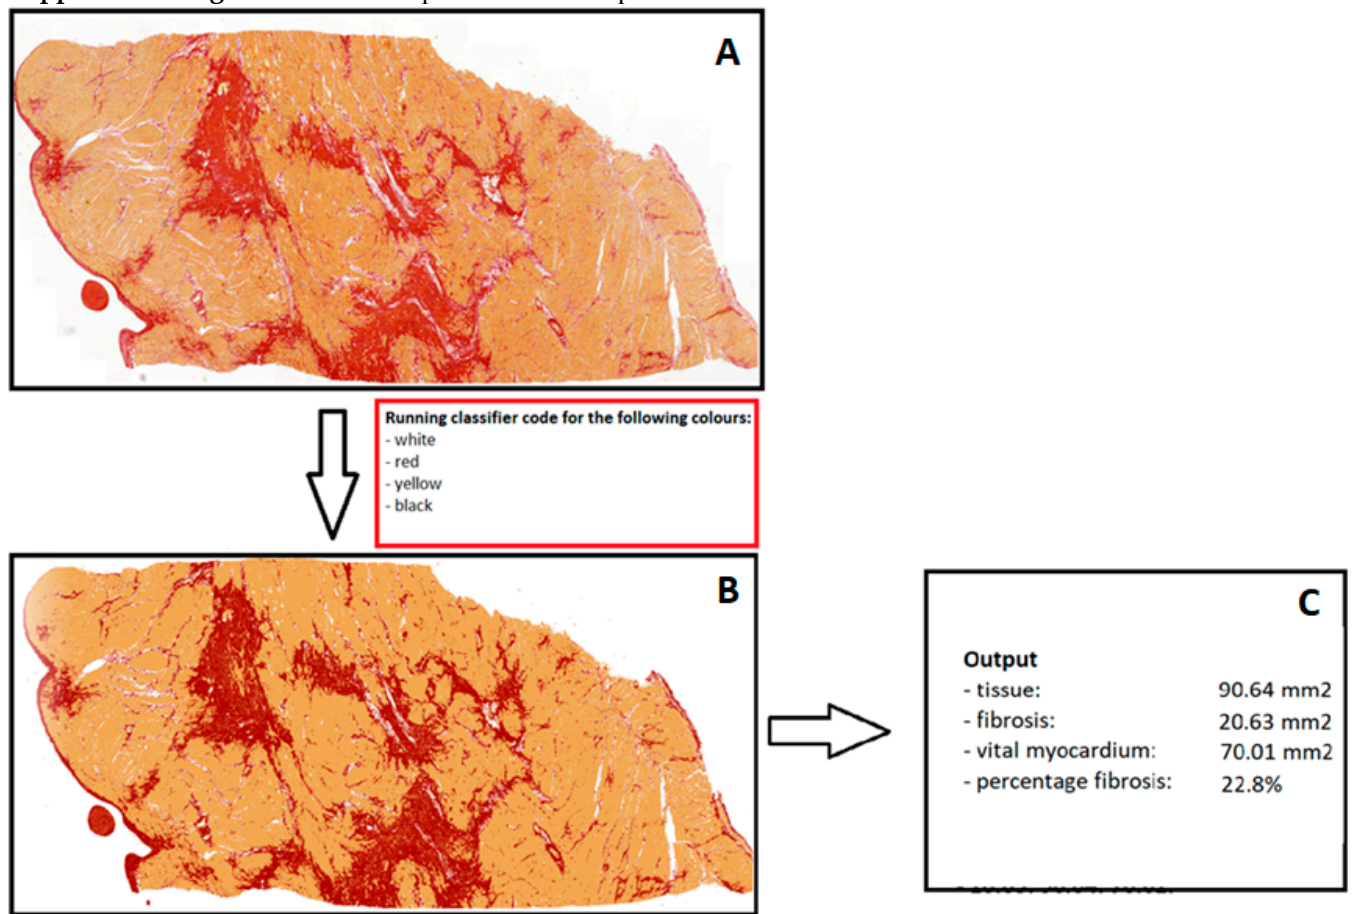 A
Running classifier code for the following colours:
- white
- red
- yellow
- black
B
C
Output
- tissue: 90.64 mm2
- fibrosis: 20.63 mm2
- vital myocardium: 70.01 mm2
- percentage fibrosis: 22.8%